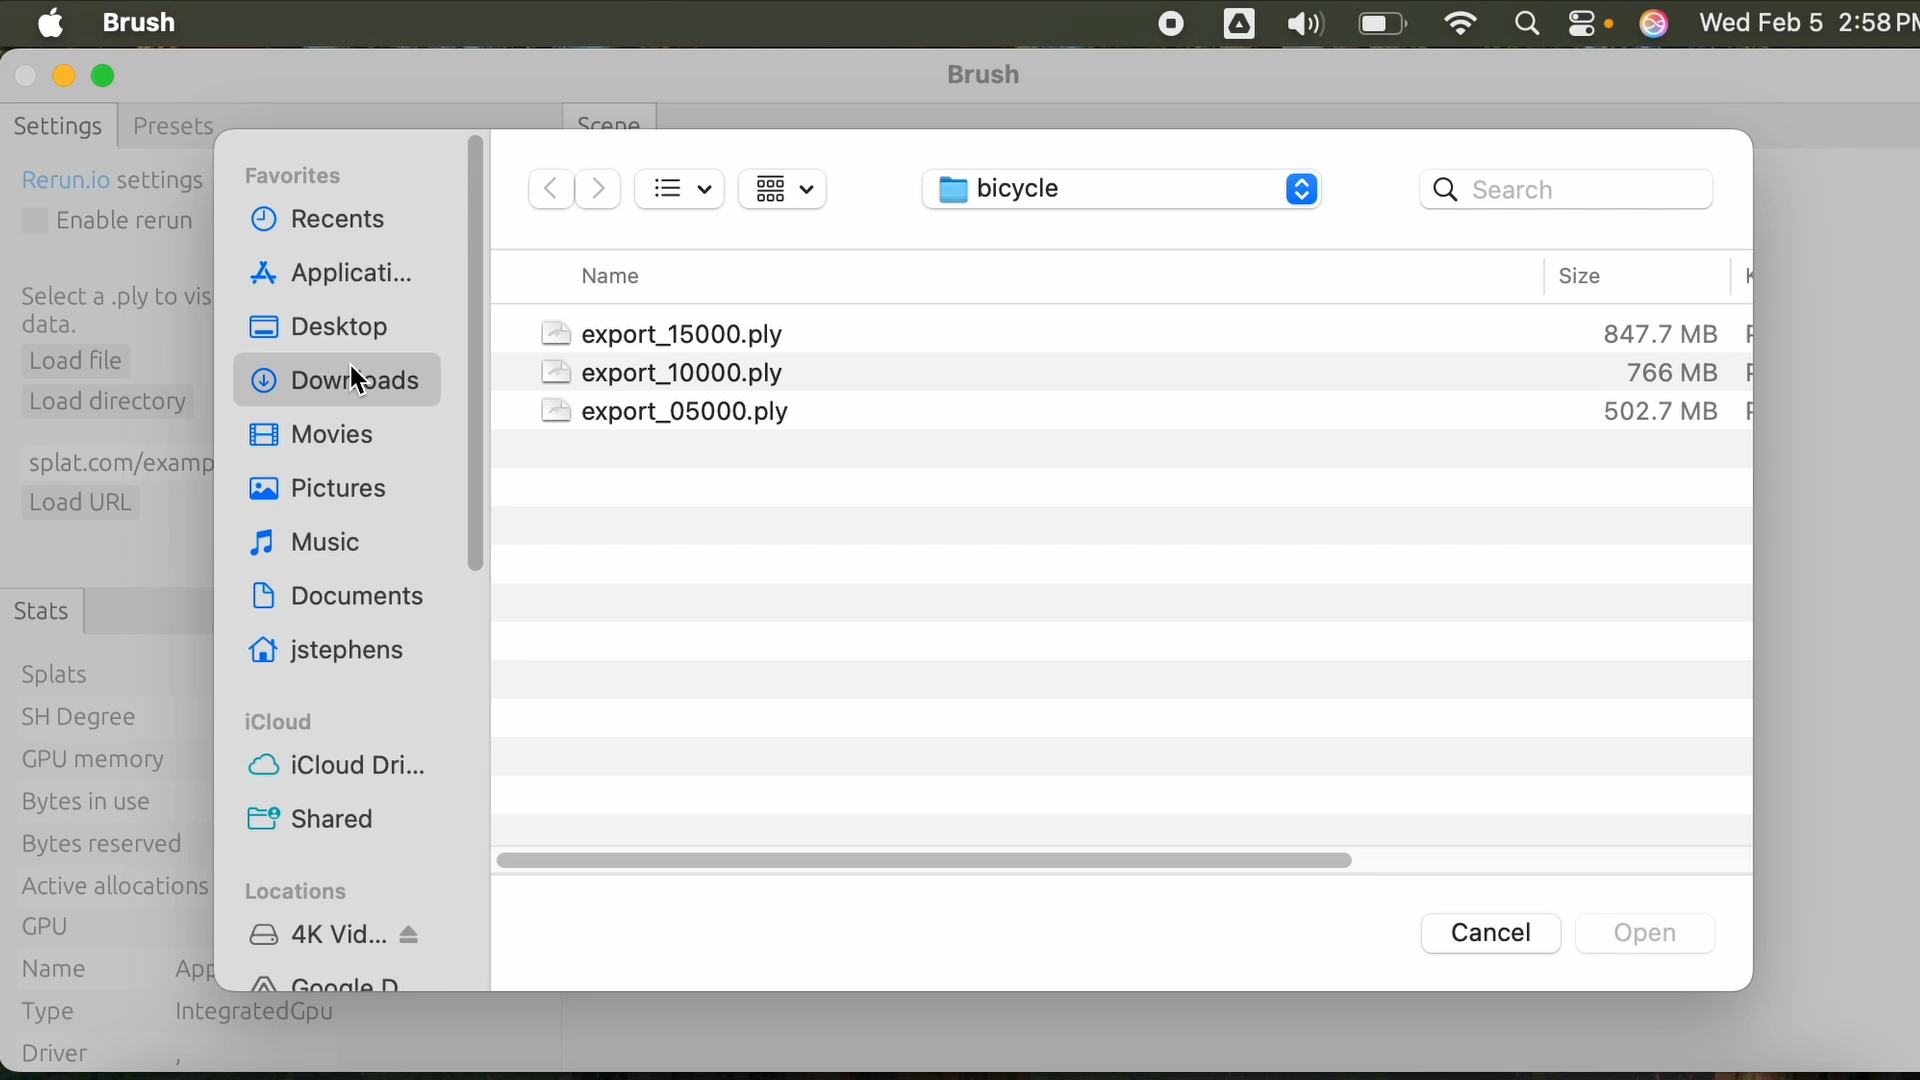 Brush
Wed Feb 5 2:58 PM
Brush
Settings
Presets
Scene
Rerun.io settings
Enable rerun
Select a .ply to vis
data.
Load file
Load directory
splat.com/examp
Load URL
Stats
Splats
SH Degree
GPU memory
Bytes in use
Bytes reserved
Active allocations
GPU
Name App
Type IntegratedGpu
Driver ,
Favorites
Recents
Applicati...
Desktop
Downloads
Movies
Pictures
Music
Documents
jstephens
iCloud
iCloud Dri...
Shared
Locations
4K Vid...
Google D
bicycle
Search
Name Size K
export_15000.ply 847.7 MB
export_10000.ply 766 MB
export_05000.ply 502.7 MB
Cancel
Open